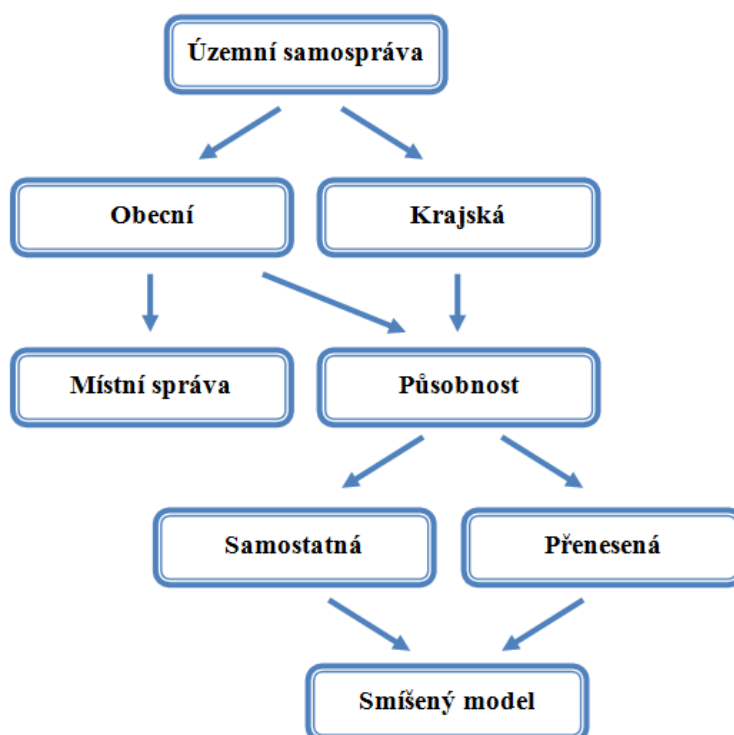 Územní samospráva
Obecní
Krajská
Místní správa
Působnost
Samostatná
Přenesená
Smíšený model